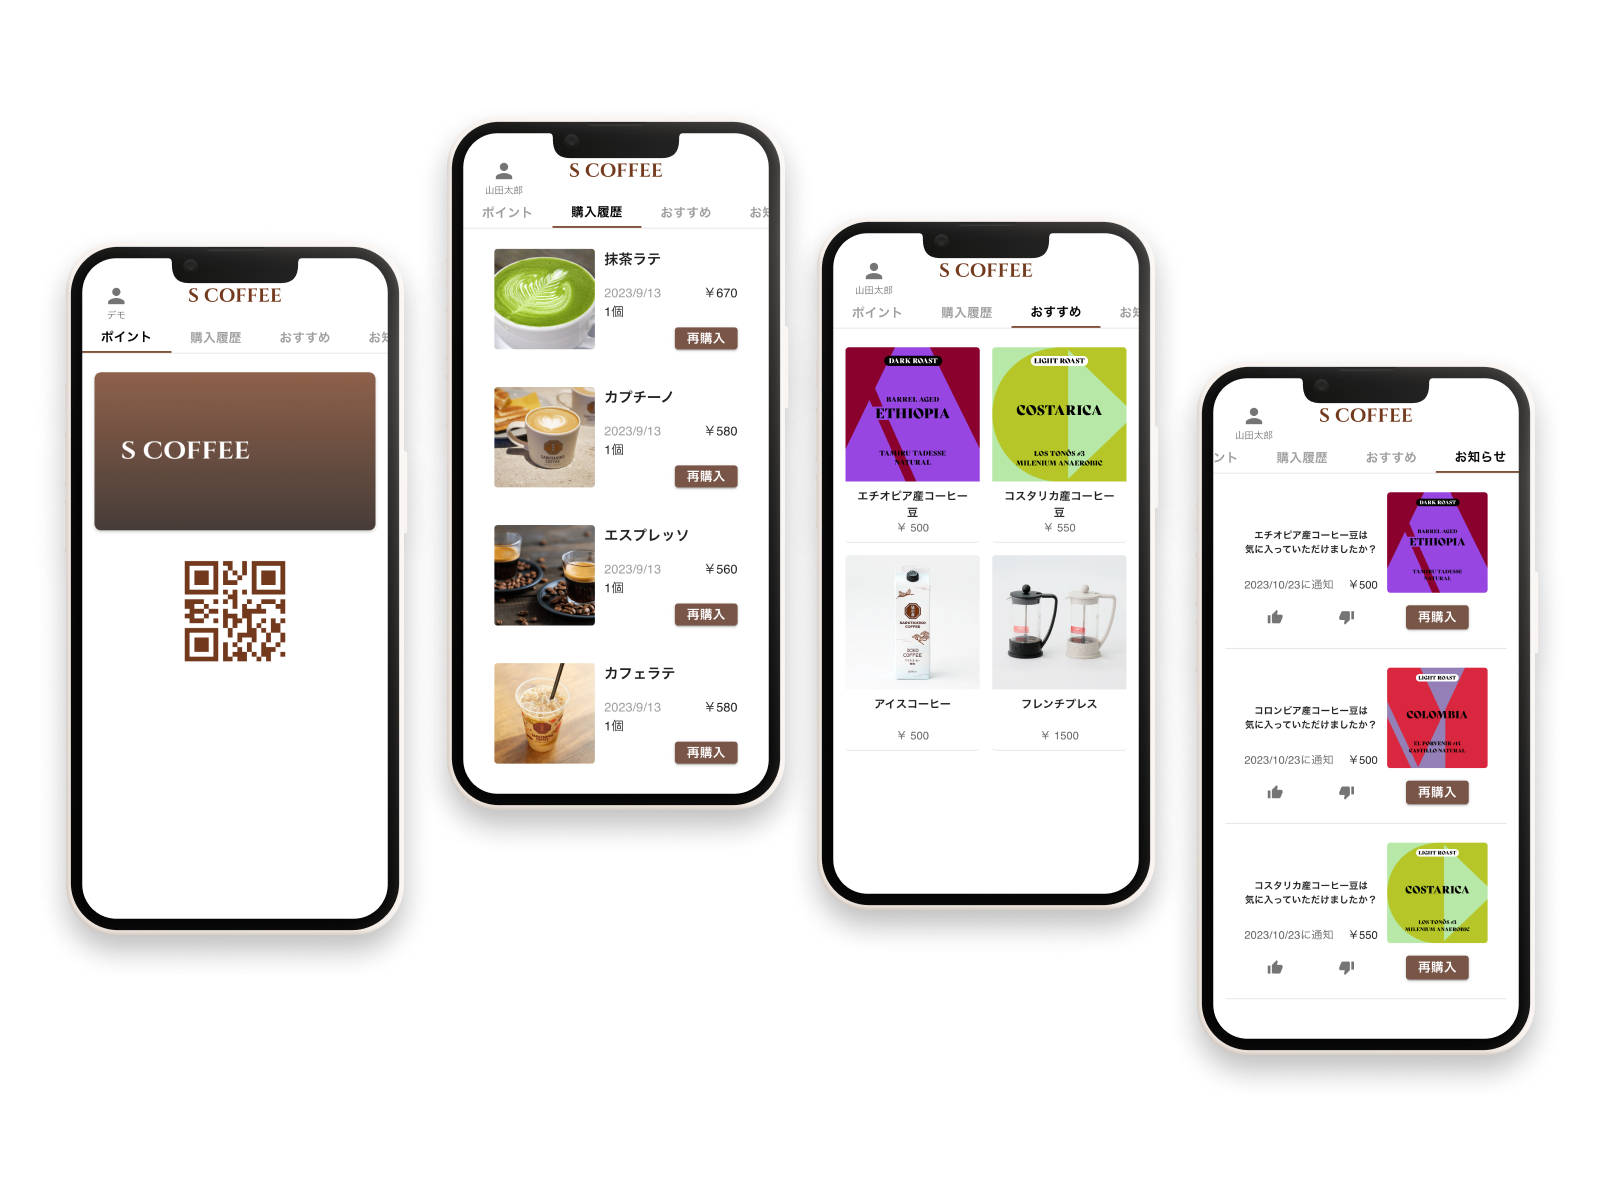 S COFFEE
デモ
ポイント
購入履歴
おすすめ
お知
S COFFEE
S COFFEE
山田太郎
ポイント
購入履歴
おすすめ
お知
抹茶ラテ
2023/9/13
￥670
1個
再購入
カプチーノ
2023/9/13
￥580
1個
再購入
エスプレッソ
2023/9/13
￥560
1個
再購入
カフェラテ
2023/9/13
￥580
1個
再購入
S COFFEE
山田太郎
ポイント
購入履歴
おすすめ
お知
DARK ROAST
BARREL AGED
ETHIOPIA
TAMIRU TADESSE
NATURAL
エチオピア産コーヒー
豆
￥ 500
LIGHT ROAST
COSTARICA
LOS TONÕS #3
MILENIUM ANAEROBIC
コスタリカ産コーヒー
豆
￥ 550
SARUTAHIKO
COFFEE
ICED
COFFEE
アイスコーヒー
￥ 500
フレンチプレス
￥ 1500
S COFFEE
山田太郎
ント
購入履歴
おすすめ
お知らせ
エチオピア産コーヒー豆は
気に入っていただけましたか？
2023/10/23に通知
￥500
DARK ROAST
BARREL AGED
ETHIOPIA
TAMIRU TADESSE
NATURAL
再購入
コロンビア産コーヒー豆は
気に入っていただけましたか？
2023/10/23に通知
￥500
LIGHT ROAST
COLOMBIA
EL PORVENIR #11
CASTILLO NATURAL
再購入
コスタリカ産コーヒー豆は
気に入っていただけましたか？
2023/10/23に通知
￥550
LIGHT ROAST
COSTARICA
LOS TONÕS #3
MILENIUM ANAEROBIC
再購入